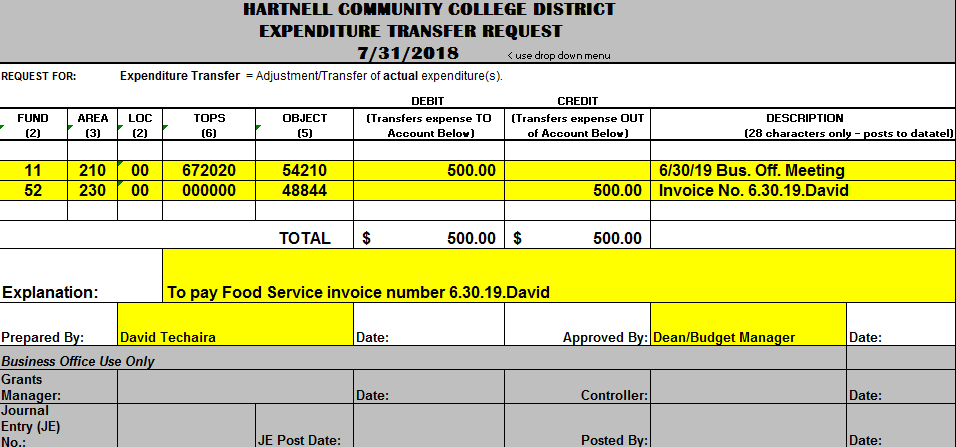 HARTNELL COMMUNITY COLLEGE DISTRICT
EXPENDITURE TRANSFER REQUEST
7/31/2018 < use drop down menu
REQUEST FOR: Expenditure Transfer = Adjustment/Transfer of actual expenditure(s).
DEBIT CREDIT
FUND AREA LOC TOPS OBJECT (Transfers expense TO (Transfers expense OUT DESCRIPTION
(2) (3) (2) (6) (5) Account Below) of Account Below) (28 characters only - posts to datatel)
11 210 00 672020 54210 500.00 6/30/19 Bus. Off. Meeting
52 230 00 000000 48844 500.00 Invoice No. 6.30.19.David
TOTAL $ 500.00 $ 500.00
Explanation: To pay Food Service invoice number 6.30.19.David
Prepared By: David Techaira Date: Approved By: Dean/Budget Manager Date:
Business Office Use Only
Grants
Manager: Date: Controller: Date:
Journal
Entry (JE)
No.: JE Post Date: Posted By: Date: